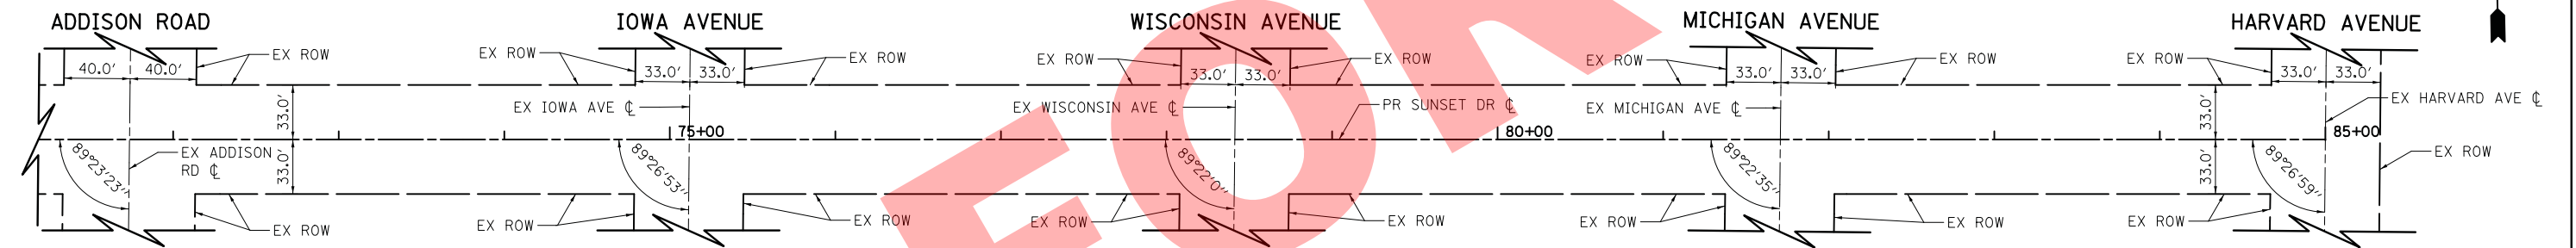 ADDISON ROAD
IOWA AVENUE
WISCONSIN AVENUE
MICHIGAN AVENUE
HARVARD AVENUE
EX ROW
EX ROW
EX ROW
EX ROW
EX ROW
EX ROW
EX ROW
EX ROW
40.0' 40.0'
33.0' 33.0'
33.0' 33.0'
33.0' 33.0'
33.0' 33.0'
33.0'
EX IOWA AVE ℄
EX WISCONSIN AVE ℄
PR SUNSET DR ℄
EX MICHIGAN AVE ℄
33.0'
EX HARVARD AVE ℄
75+00
80+00
85+00
89°23'23"
EX ADDISON
RD ℄
33.0'
89°26'53"
89°22'0"
89°22'35"
33.0'
89°26'59"
EX ROW
EX ROW
EX ROW
EX ROW
EX ROW
EX ROW
EX ROW
EX ROW
EX ROW
FOR